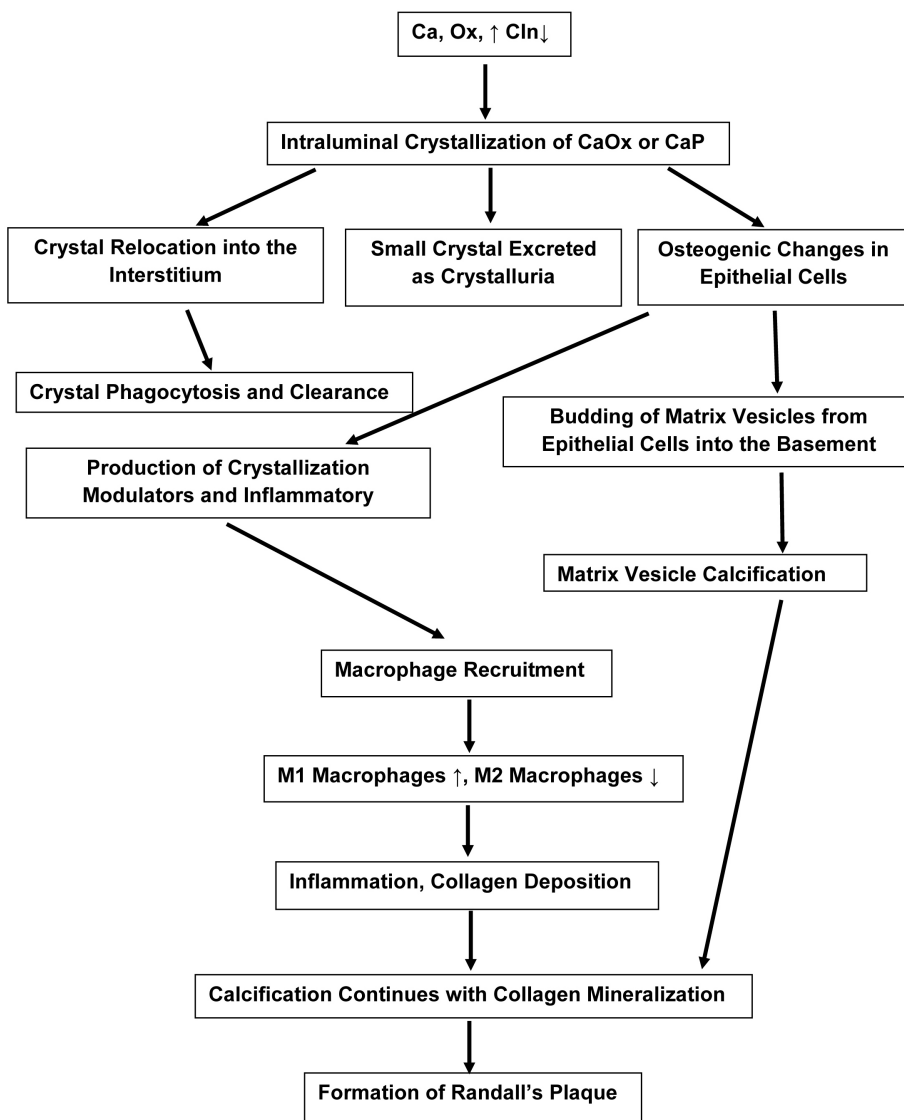 Ca, Ox, ↑ CIn↓
Intraluminal Crystallization of CaOx or CaP
Crystal Relocation into the
Interstitium
Small Crystal Excreted
as Crystalluria
Osteogenic Changes in
Epithelial Cells
Crystal Phagocytosis and Clearance
Budding of Matrix Vesicles from
Epithelial Cells into the Basement
Production of Crystallization
Modulators and Inflammatory
Matrix Vesicle Calcification
Macrophage Recruitment
M1 Macrophages ↑, M2 Macrophages ↓
Inflammation, Collagen Deposition
Calcification Continues with Collagen Mineralization
Formation of Randall's Plaque